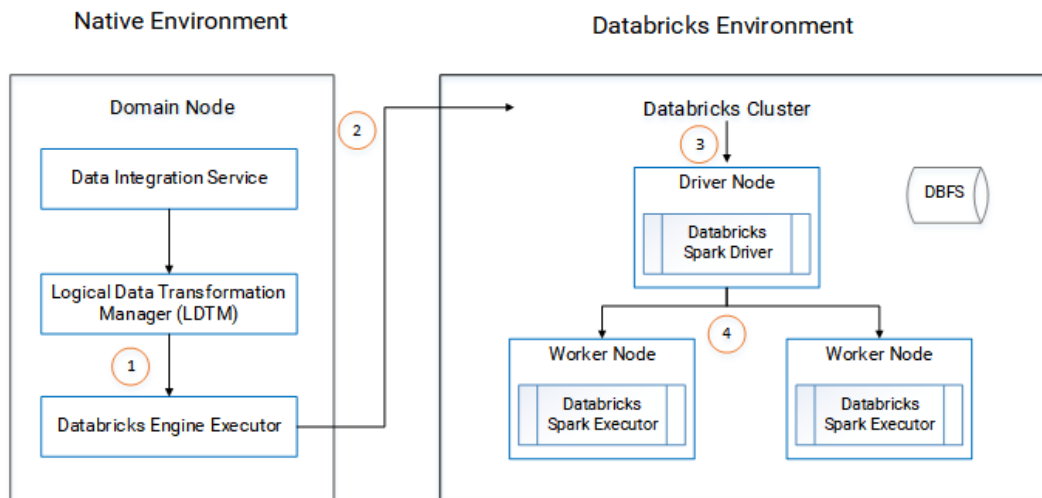 Native Environment
Databricks Environment
Domain Node
Data Integration Service
Logical Data Transformation
Manager (LDTM)
1
Databricks Engine Executor
2
Databricks Cluster
3
Driver Node
Databricks
Spark Driver
DBFS
4
Worker Node
Databricks
Spark Executor
Worker Node
Databricks
Spark Executor